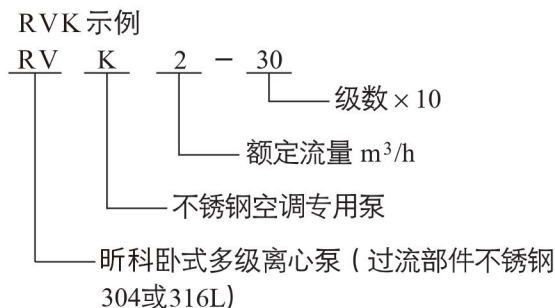 RVK示例
RV K 2 - 30
级数×10
额定流量 m³/h
不锈钢空调专用泵
昕科卧式多级离心泵（过流部件不锈钢
304或316L)